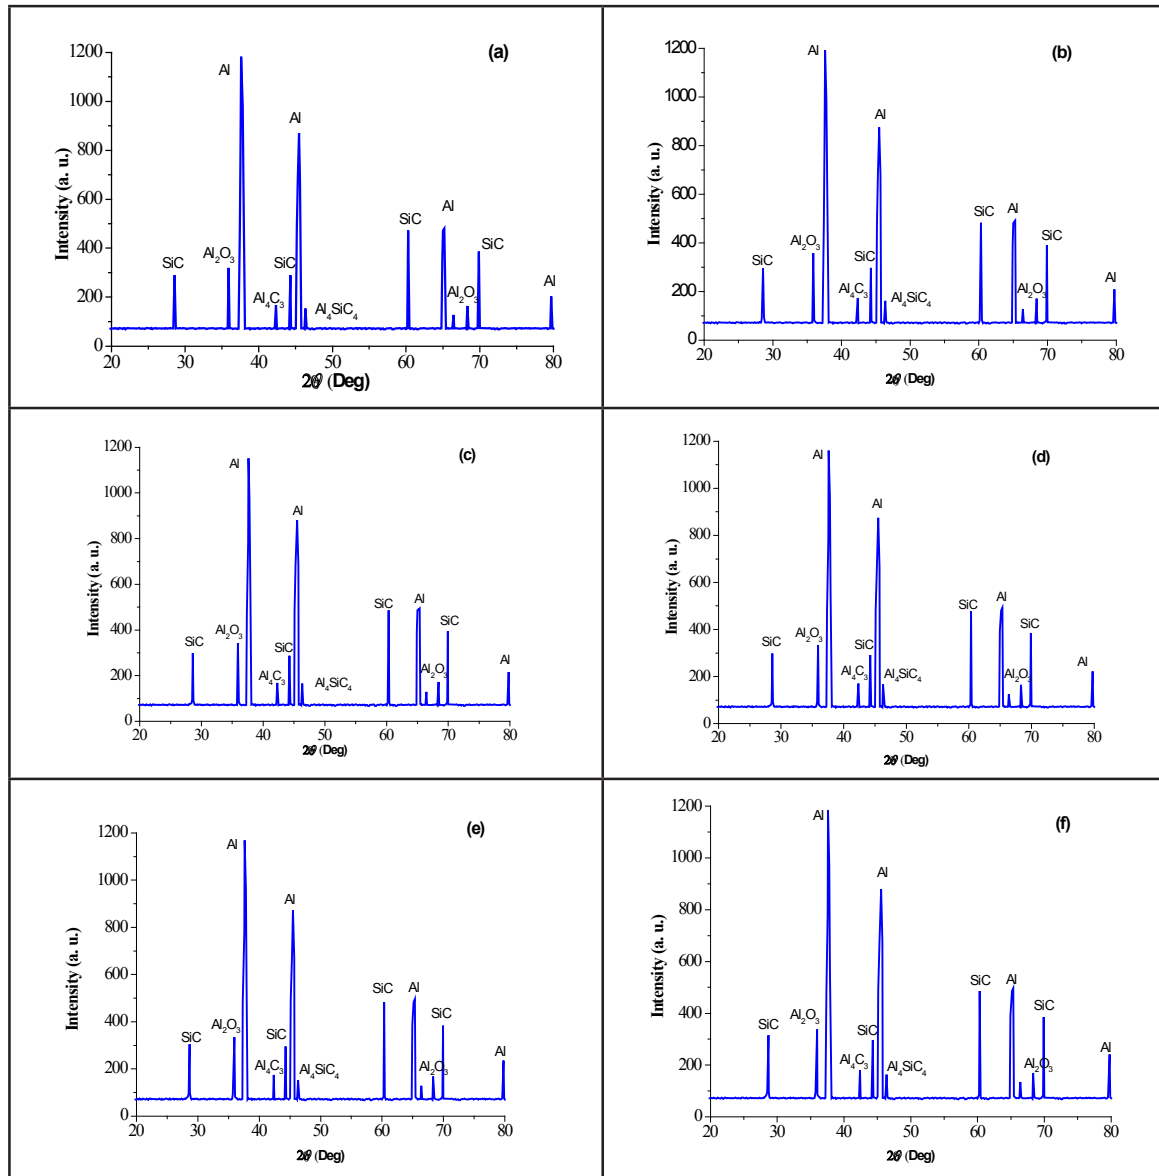 (a)
Intensity (a. u.)
1200
1000
800
600
400
200
0
Al
Al
SiC
Al
SiC
Al₂O₃
SiC
SiC
Al₄C₃
Al₄SiC₄
Al₂O₃
Al
20 30 40 50 60 70 80
2θ (Deg)
(b)
Intensity (a. u.)
1200
1000
800
600
400
200
0
Al
Al
SiC
Al
SiC
Al₂O₃
SiC
SiC
Al₄C₃
Al₄SiC₄
Al₂O₃
Al
20 30 40 50 60 70 80
2θ (Deg)
(c)
Intensity (a. u.)
1200
1000
800
600
400
200
0
Al
Al
SiC
Al
SiC
Al₂O₃
SiC
SiC
Al₄C₃
Al₄SiC₄
Al₂O₃
Al
20 30 40 50 60 70 80
2θ (Deg)
(d)
Intensity (a. u.)
1200
1000
800
600
400
200
0
Al
Al
SiC
Al
SiC
Al₂O₃
SiC
SiC
Al₄C₃
Al₄SiC₄
Al₂O₃
Al
20 30 40 50 60 70 80
2θ (Deg)
(e)
Intensity (a. u.)
1200
1000
800
600
400
200
0
Al
Al
SiC
Al
SiC
Al₂O₃
SiC
SiC
Al₄C₃
Al₄SiC₄
Al₂O₃
Al
20 30 40 50 60 70 80
2θ (Deg)
(f)
Intensity (a. u.)
1200
1000
800
600
400
200
0
Al
Al
SiC
Al
SiC
Al₂O₃
SiC
SiC
Al₄C₃
Al₄SiC₄
Al₂O₃
Al
20 30 40 50 60 70 80
2θ (Deg)